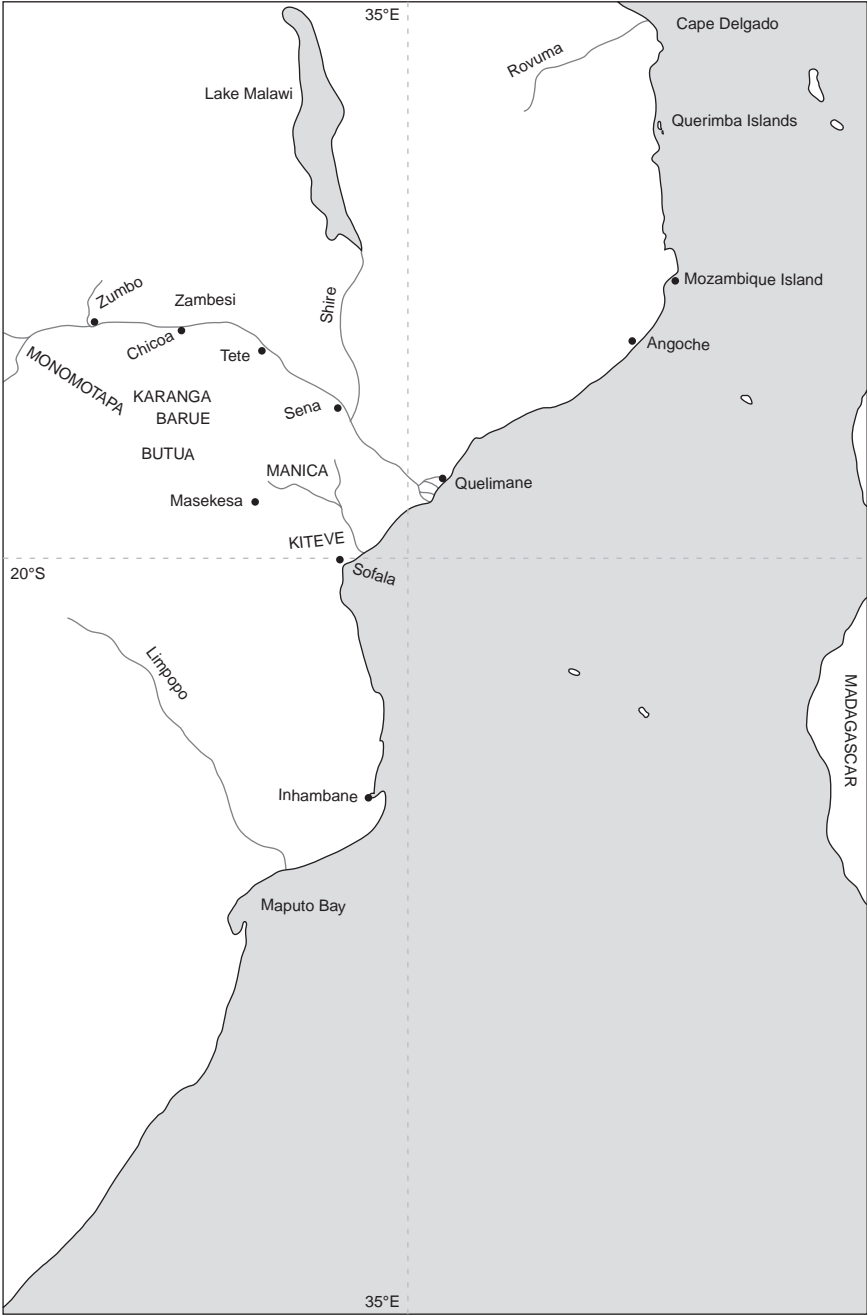 35°E
Cape Delgado
Rovuma
Lake Malawi
Querimba Islands
Zumbo
Zambesi
Shire
Mozambique Island
Chicoa
Tete
Angoche
MONOMOTAPA
KARANGA
BARUE
Sena
BUTUA
MANICA
Quelimane
Masekesa
KITEVE
20°S
Sofala
Limpopo
MADAGASCAR
Inhambane
Maputo Bay
35°E